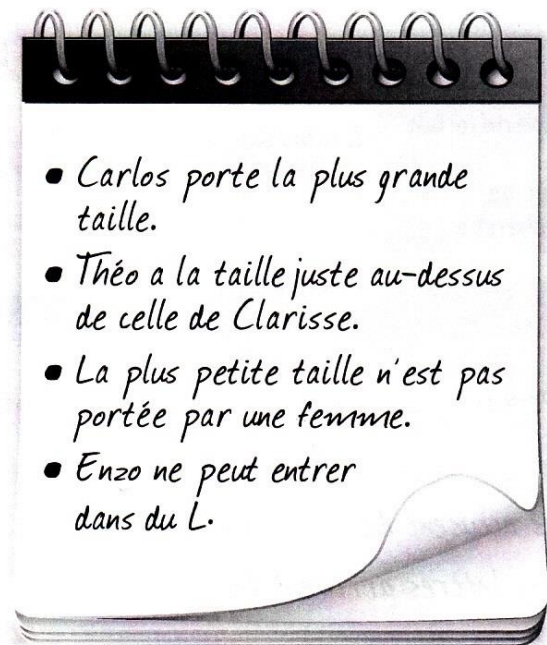 • Carlos porte la plus grande
taille.
• Théo a la taille juste au-dessus
de celle de Clarisse.
• La plus petite taille n'est pas
portée par une femme.
• Enzo ne peut entrer
dans du L.